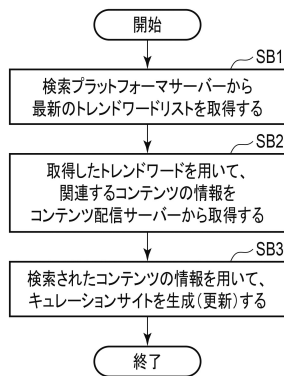 開始
SB1
検索プラットフォーマサーバーから
最新のトレンドワードリストを取得する
SB2
取得したトレンドワードを用いて、
関連するコンテンツの情報を
コンテンツ配信サーバーから取得する
SB3
検索されたコンテンツの情報を用いて、
キュレーションサイトを生成(更新)する
終了